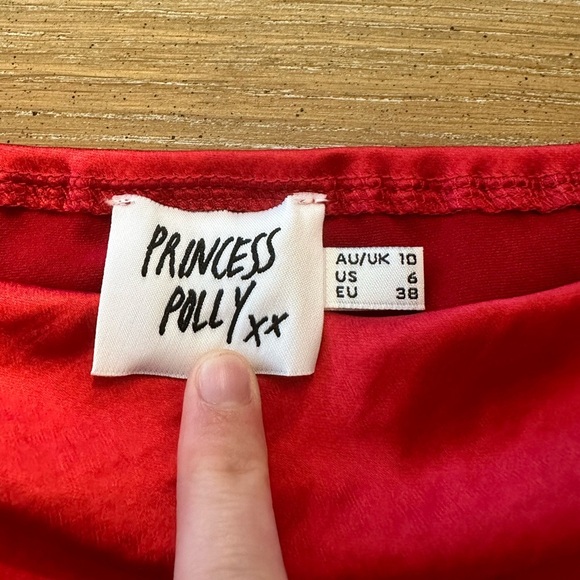 PRINCESS
POLLY xx
AU/UK 10
US 6
EU 38